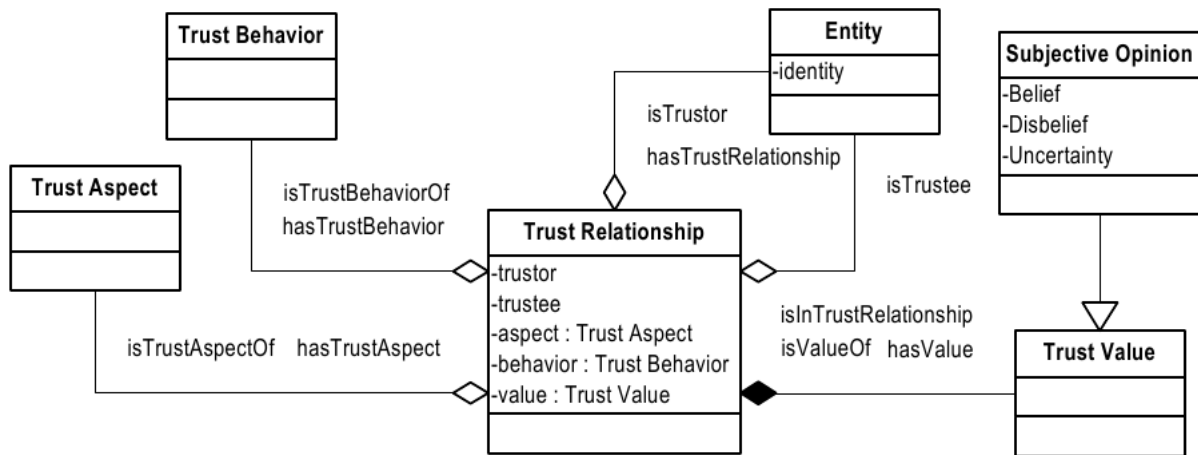 Trust Behavior
Entity
-identity
Subjective Opinion
-Belief
-Disbelief
-Uncertainty
Trust Aspect
isTrustor
hasTrustRelationship
isTrustee
isTrustBehaviorOf
hasTrustBehavior
Trust Relationship
-trustor
-trustee
-aspect : Trust Aspect
-behavior : Trust Behavior
-value : Trust Value
isTrustAspectOf hasTrustAspect
isInTrustRelationship
isValueOf hasValue
Trust Value